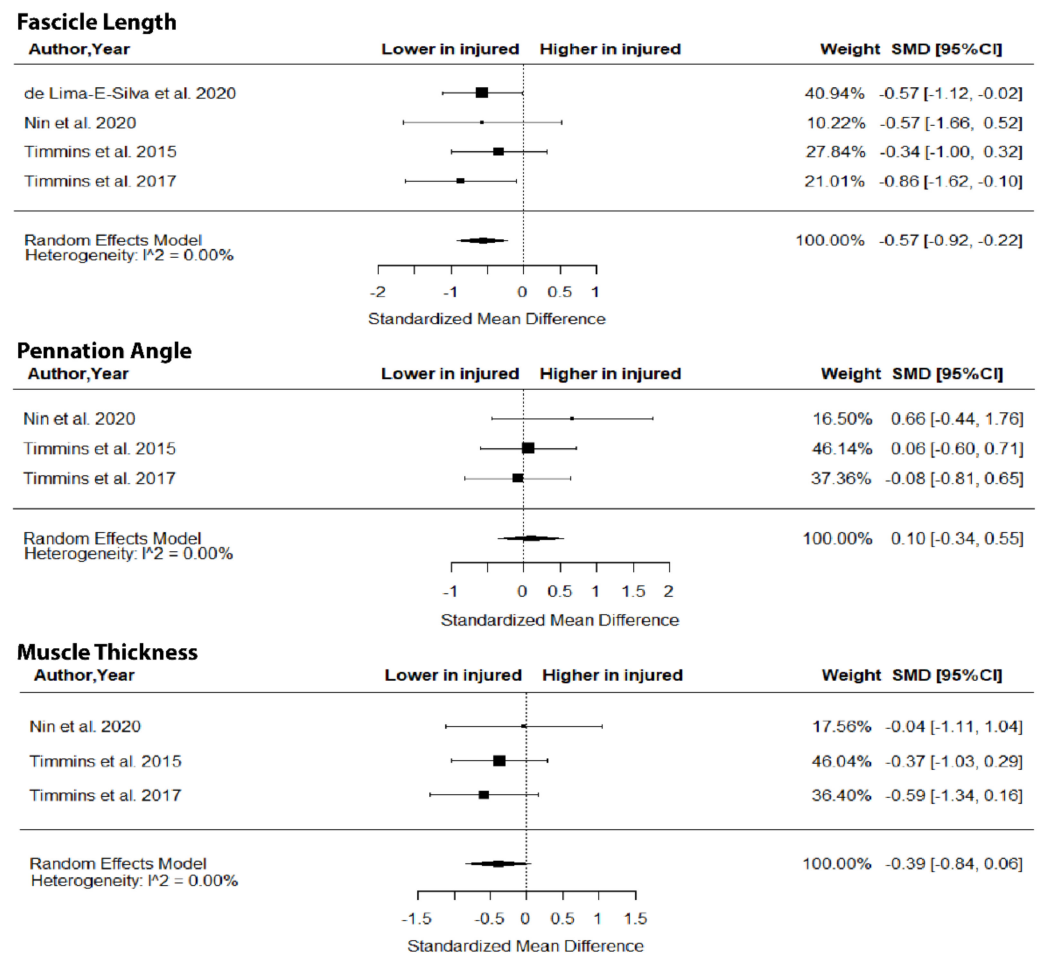 Fascicle Length
Author,Year Lower in injured Higher in injured Weight SMD [95%CI]
de Lima-E-Silva et al. 2020 40.94% -0.57 [-1.12, -0.02]
Nin et al. 2020 10.22% -0.57 [-1.66, 0.52]
Timmins et al. 2015 27.84% -0.34 [-1.00, 0.32]
Timmins et al. 2017 21.01% -0.86 [-1.62, -0.10]
Random Effects Model 100.00% -0.57 [-0.92, -0.22]
Heterogeneity: I^2 = 0.00%
-2 -1 0 0.5 1
Standardized Mean Difference
Pennation Angle
Author,Year Lower in injured Higher in injured Weight SMD [95%CI]
Nin et al. 2020 16.50% 0.66 [-0.44, 1.76]
Timmins et al. 2015 46.14% 0.06 [-0.60, 0.71]
Timmins et al. 2017 37.36% -0.08 [-0.81, 0.65]
Random Effects Model 100.00% 0.10 [-0.34, 0.55]
Heterogeneity: I^2 = 0.00%
-1 0 0.5 1 1.5 2
Standardized Mean Difference
Muscle Thickness
Author,Year Lower in injured Higher in injured Weight SMD [95%CI]
Nin et al. 2020 17.56% -0.04 [-1.11, 1.04]
Timmins et al. 2015 46.04% -0.37 [-1.03, 0.29]
Timmins et al. 2017 36.40% -0.59 [-1.34, 0.16]
Random Effects Model 100.00% -0.39 [-0.84, 0.06]
Heterogeneity: I^2 = 0.00%
-1.5 -0.5 0 0.5 1 1.5
Standardized Mean Difference